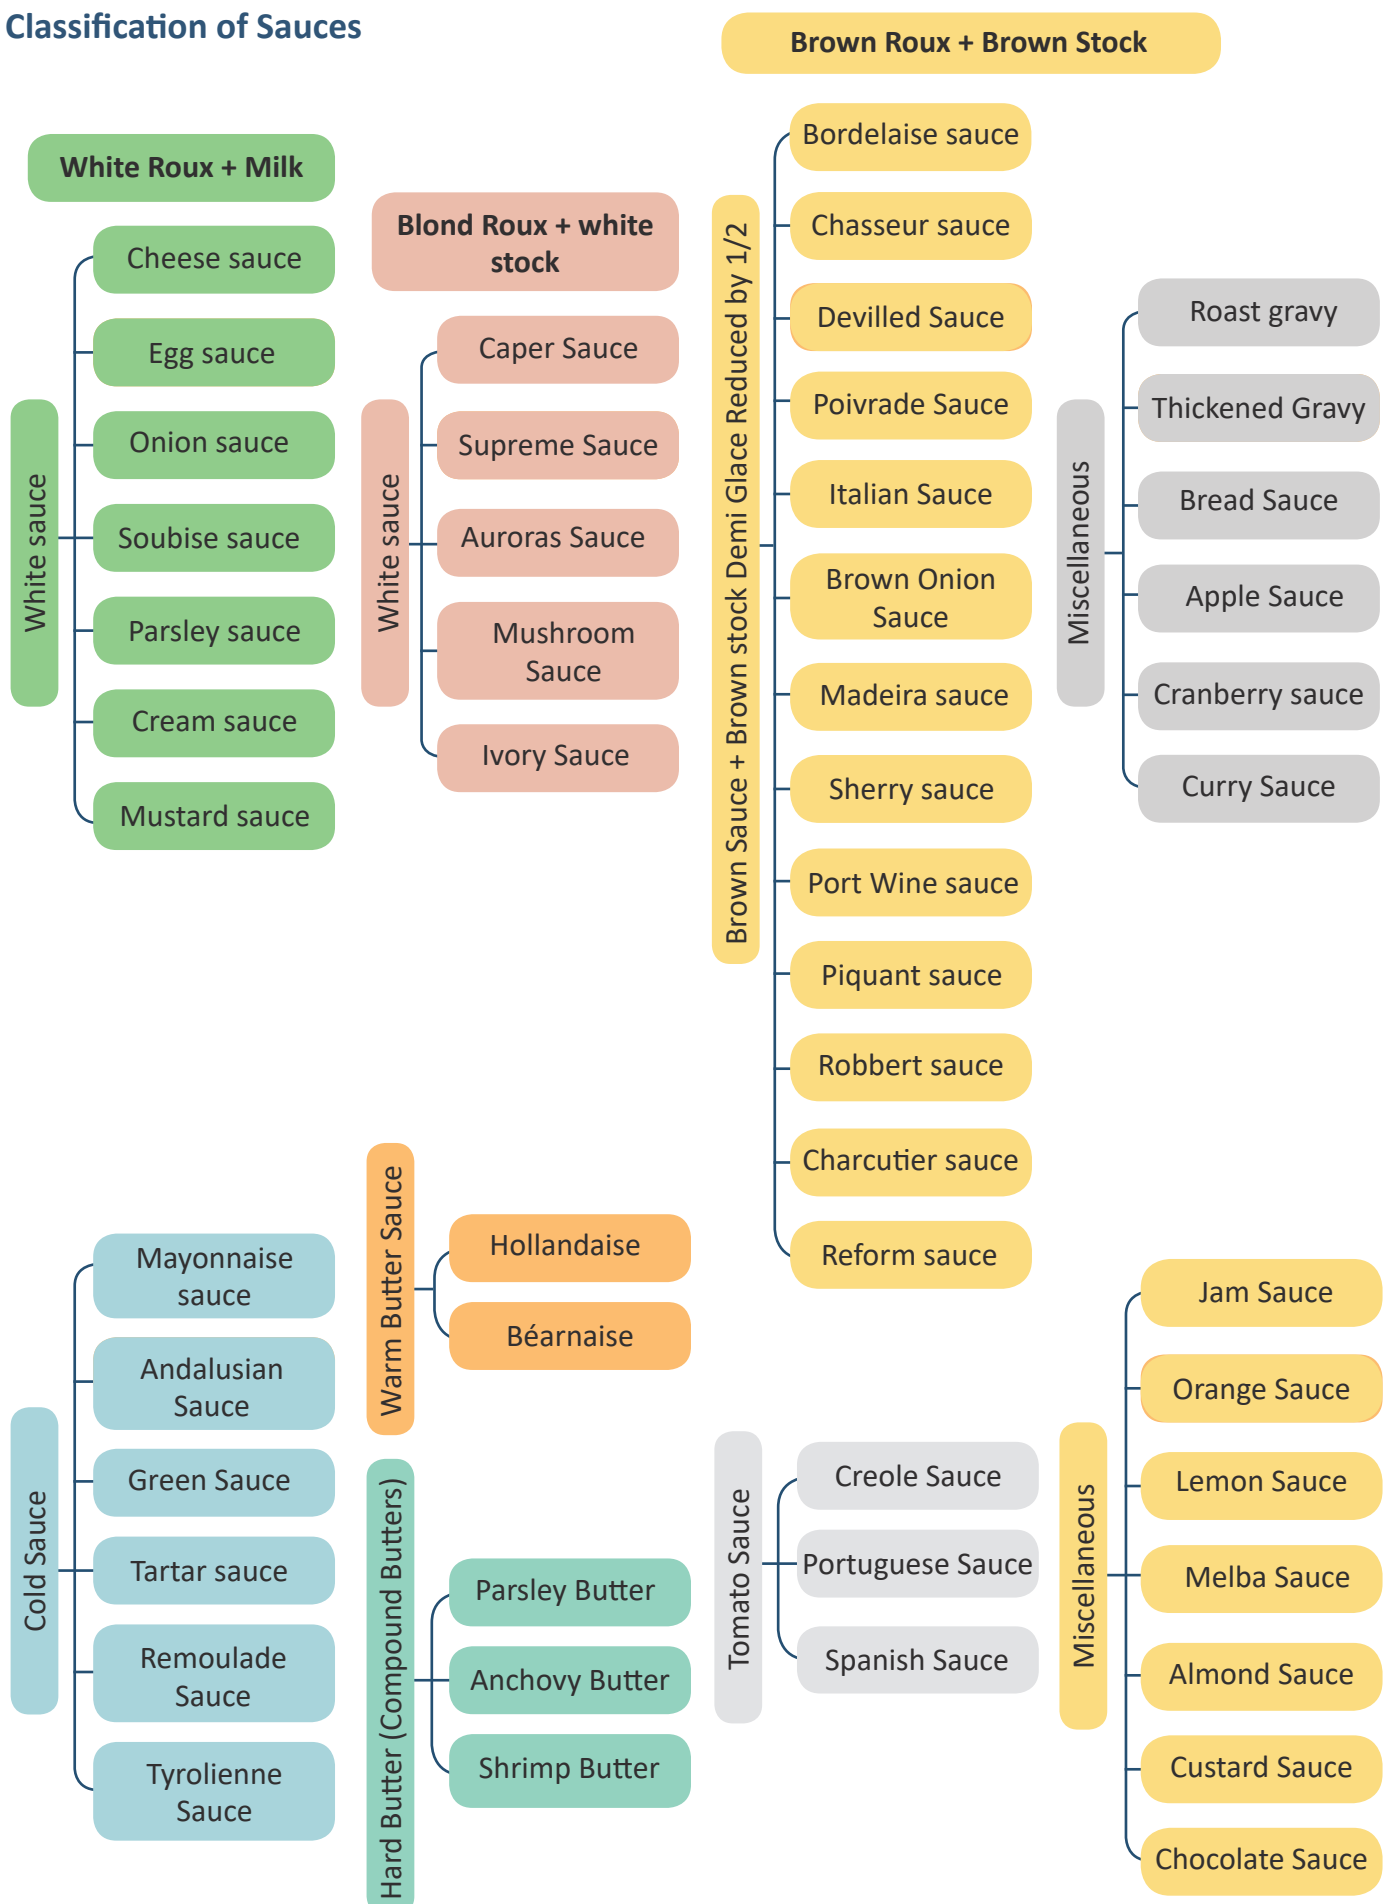 Classification of Sauces
White Roux + Milk
White sauce
Cheese sauce
Egg sauce
Onion sauce
Soubise sauce
Parsley sauce
Cream sauce
Mustard sauce
Blond Roux + white
stock
White sauce
Caper Sauce
Supreme Sauce
Auroras Sauce
Mushroom
Sauce
Ivory Sauce
Brown Roux + Brown Stock
Brown Sauce + Brown stock Demi Glace Reduced by 1/2
Bordelaise sauce
Chasseur sauce
Devilled Sauce
Poivrade Sauce
Italian Sauce
Brown Onion
Sauce
Madeira sauce
Sherry sauce
Port Wine sauce
Piquant sauce
Robbert sauce
Charcutier sauce
Reform sauce
Miscellaneous
Roast gravy
Thickened Gravy
Bread Sauce
Apple Sauce
Cranberry sauce
Curry Sauce
Cold Sauce
Mayonnaise
sauce
Andalusian
Sauce
Green Sauce
Tartar sauce
Remoulade
Sauce
Tyrolienne
Sauce
Warm Butter Sauce
Hollandaise
Béarnaise
Hard Butter (Compound Butters)
Parsley Butter
Anchovy Butter
Shrimp Butter
Tomato Sauce
Creole Sauce
Portuguese Sauce
Spanish Sauce
Miscellaneous
Jam Sauce
Orange Sauce
Lemon Sauce
Melba Sauce
Almond Sauce
Custard Sauce
Chocolate Sauce